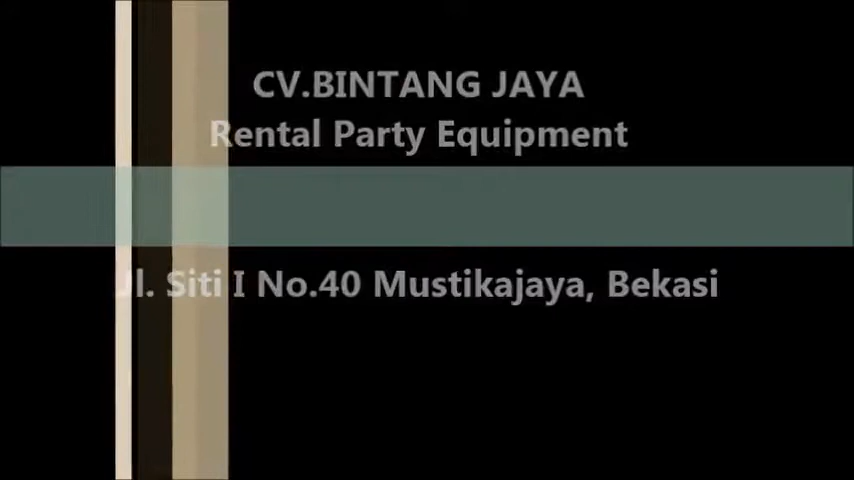 CV.BINTANG JAYA
Rental Party Equipment
Jl. Siti I No.40 Mustikajaya, Bekasi